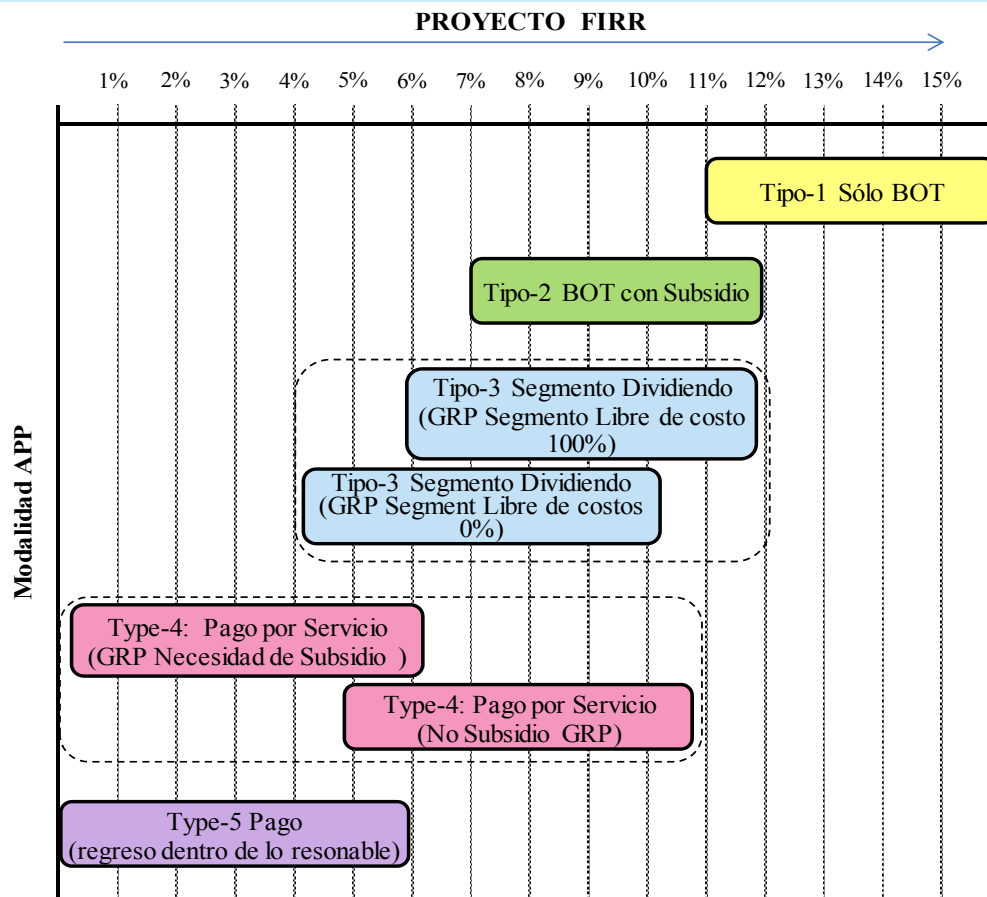 PROYECTO FIRR
1% 2% 3% 4% 5% 6% 7% 8% 9% 10% 11% 12% 13% 14% 15%
Modalidad APP
Tipo-1 Sólo BOT
Tipo-2 BOT con Subsidio
Tipo-3 Segmento Dividiendo
(GRP Segmento Libre de costo
100%)
Tipo-3 Segmento Dividiendo
(GRP Segment Libre de costos
0%)
Type-4: Pago por Servicio
(GRP Necesidad de Subsidio )
Type-4: Pago por Servicio
(No Subsidio GRP)
Type-5 Pago
(regreso dentro de lo resonable)